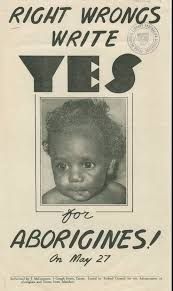 RIGHT WRONGS
WRITE
YES
for
ABORIGINES!
On May 27